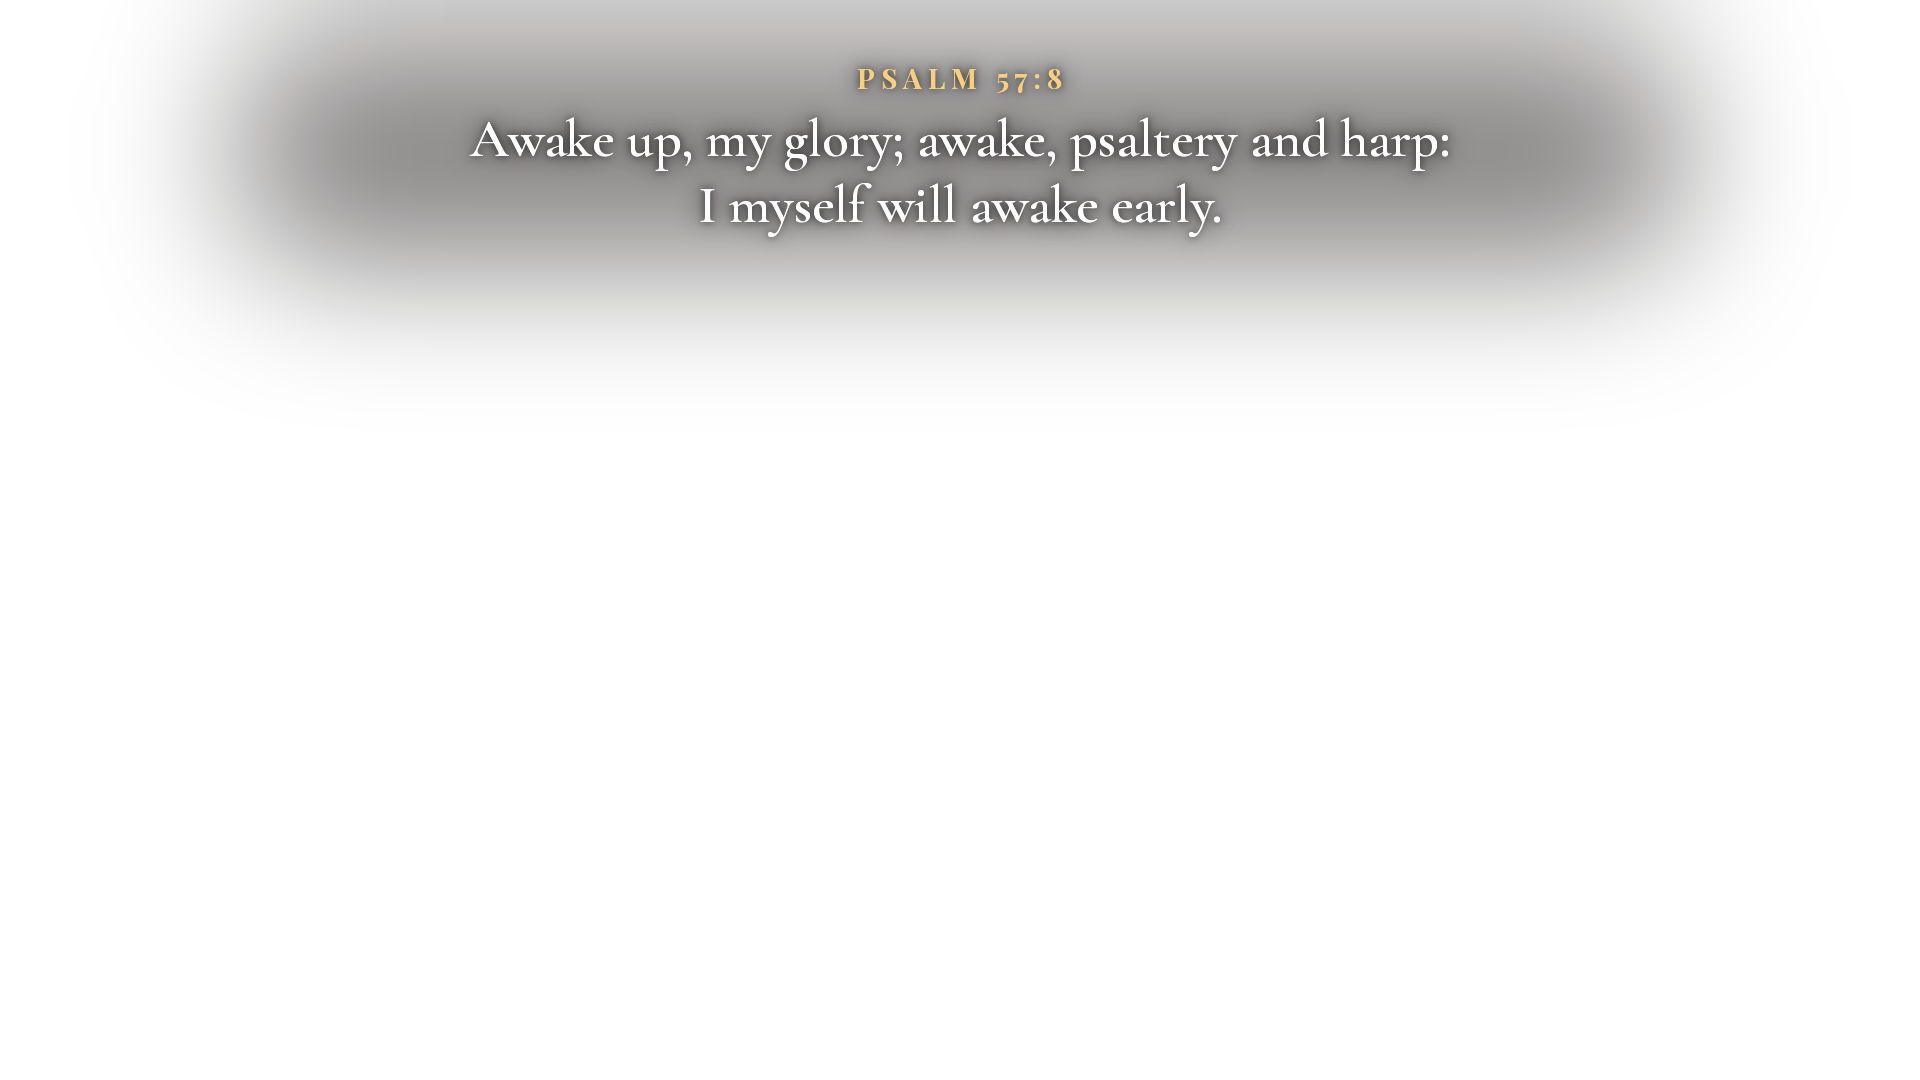 PSALM 57:8
Awake up, my glory; awake, psaltery and harp:
I myself will awake early.